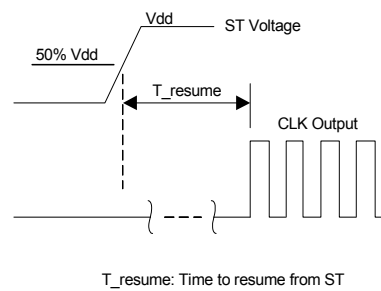 Vdd
ST Voltage
50% Vdd
T_resume
CLK Output
T_resume: Time to resume from ST